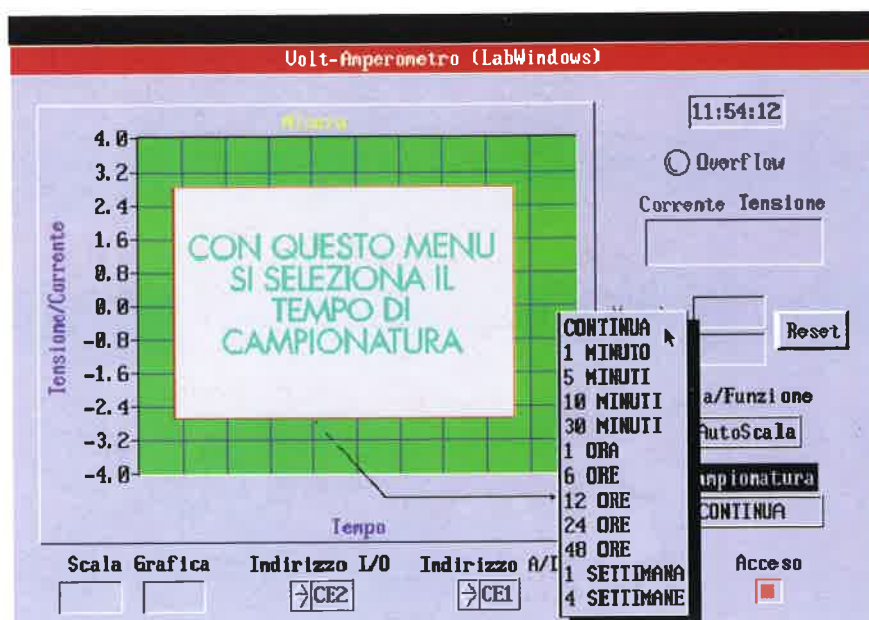 Volt-Amperometro (LabWindows)
11:54:12
Misura
Overflow
Corrente Tensione
4.0
3.2
2.4
1.6
0.8
0.0
-0.8
-1.6
-2.4
-3.2
-4.0
Tensione/Corrente
CON QUESTO MENU
SI SELEZIONA IL
TEMPO DI
CAMPIONATURA
CONTINUA
1 MINUTO
5 MINUTI
10 MINUTI
30 MINUTI
1 ORA
6 ORE
12 ORE
24 ORE
48 ORE
1 SETTIMANA
4 SETTIMANE
Reset
a/Funzione
AutoScala
mpionatura
CONTINUA
Tempo
Scala Grafica
Indirizzo I/O
CE2
Indirizzo A/D
CE1
Acceso